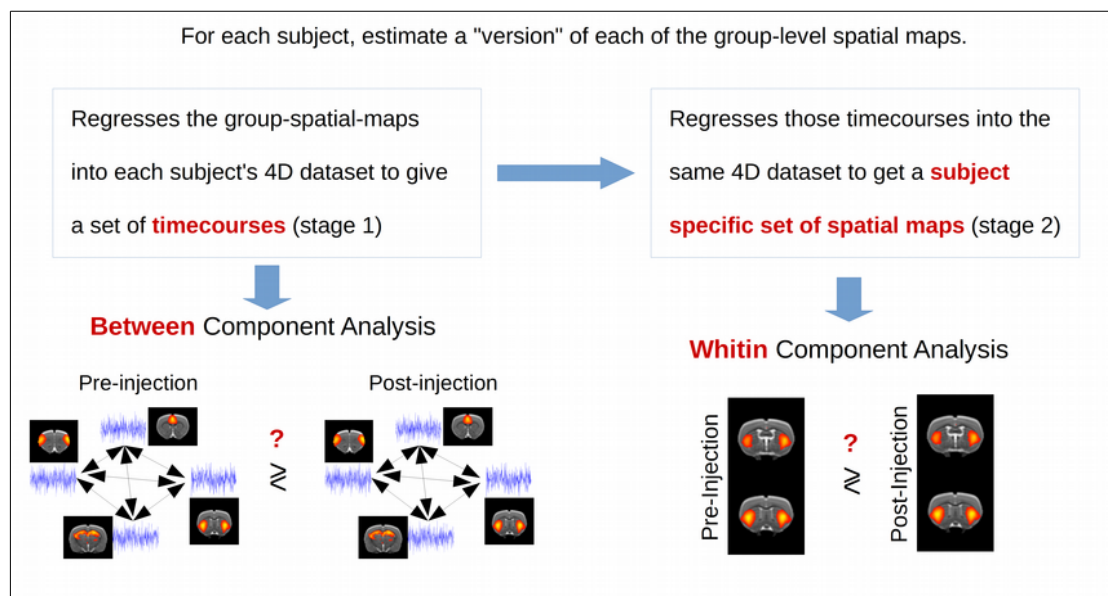 For each subject, estimate a "version" of each of the group-level spatial maps.
Regresses the group-spatial-maps
into each subject's 4D dataset to give
a set of timecourses (stage 1)
Regresses those timecourses into the
same 4D dataset to get a subject
specific set of spatial maps (stage 2)
Between Component Analysis
Pre-injection
Post-injection
?
≷
Whitin Component Analysis
Pre-Injection
?
≷
Post-Injection